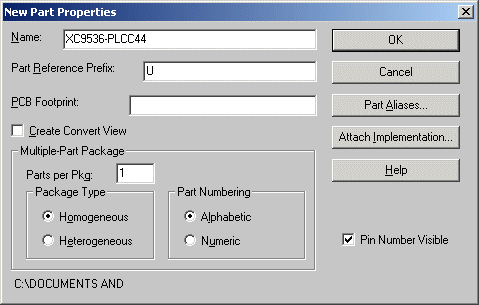 New Part Properties
Name: XC9536-PLCC44
OK
Part Reference Prefix: U
Cancel
PCB Footprint:
Part Aliases...
Create Convert View
Attach Implementation...
Multiple-Part Package
Parts per Pkg: 1
Help
Package Type
Part Numbering
Homogeneous
Alphabetic
Heterogeneous
Numeric
Pin Number Visible
C:\DOCUMENTS AND